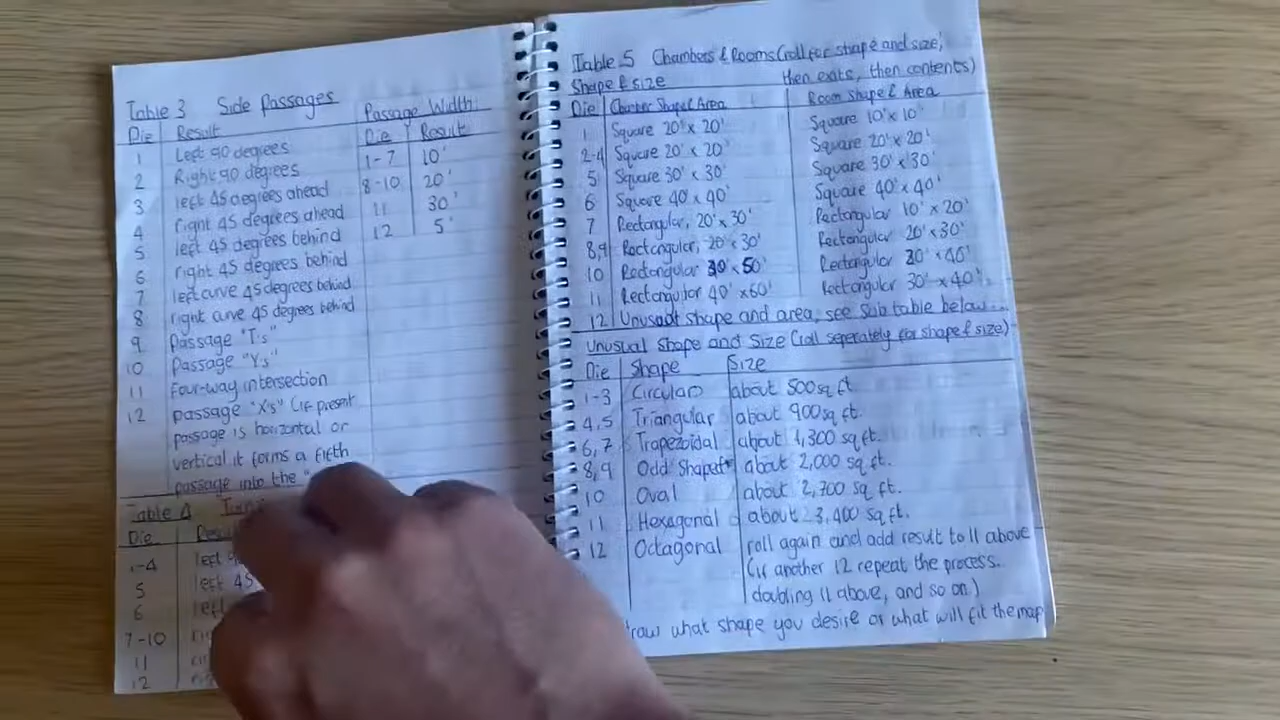 Table 3 Side Passages
Passage Width:
Die Result
Die Result
1 Left 90 degrees
1-7 10'
2 Right 90 degrees
8-10 20'
3 left 45 degrees ahead
11 30'
4 right 45 degrees ahead
12 5'
5 left 45 degrees behind
6 right 45 degrees behind
7 left curve 45 degrees behind
8 right curve 45 degrees behind
9 Passage "T's"
10 Passage "Y's"
11 Four-way intersection
12 passage "X's" (if present
passage is horizontal or
vertical it forms a fifth
passage into the
Table 4
Die
1-4 left
5 left 45
6 left
7-10
11
12
Table 5 Chambers & Rooms (roll for shape and size,
then exits, then contents)
Shape & size
Die Chamber Shape & Area Room Shape & Area
1 Square 20' x 20' Square 10' x 10'
2-4 Square 20' x 20' Square 20' x 20'
5 Square 30' x 30' Square 30' x 30'
6 Square 40' x 40' Square 40' x 40'
7 Rectangular, 20' x 30' Rectangular 10' x 20'
8,9 Rectangular, 20' x 30' Rectangular 20' x 30'
10 Rectangular 30' x 50' Rectangular 20' x 40'
11 Rectangular 40' x 60' Rectangular 30' x 40'
12 Unusual shape and area, see sub table below...
Unusual Shape and Size (roll seperately for shape & size)
Die Shape Size
1-3 Circular about 500 sq ft
4,5 Triangular about 900 sq ft.
6,7 Trapezoidal about 1,300 sq ft.
8,9 Odd Shaped about 2,000 sq ft.
10 Oval about 2,700 sq ft.
11 Hexagonal about 3,400 sq ft.
12 Octagonal roll again and add result to 11 above
(if another 12 repeat the process..
doubling 11 above, and so on.)
what shape you desire or what will fit the map